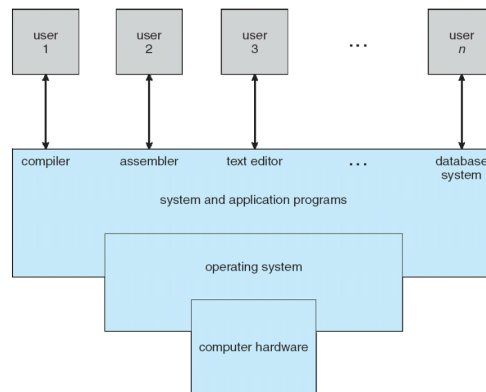 user
1
user
2
user
3
...
user
n
compiler
assembler
text editor
...
database
system
system and application programs
operating system
computer hardware